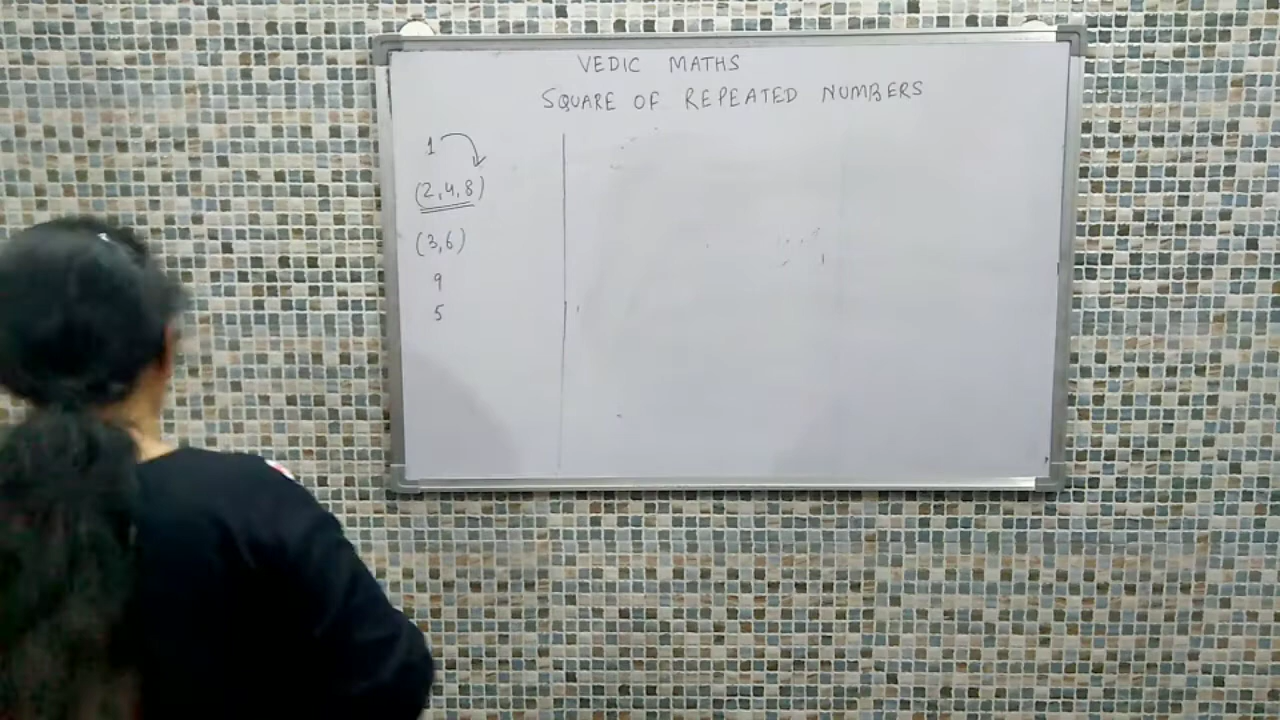 VEDIC MATHS
SQUARE OF REPEATED NUMBERS
1
(2,4,8)
(3,6)
9
5